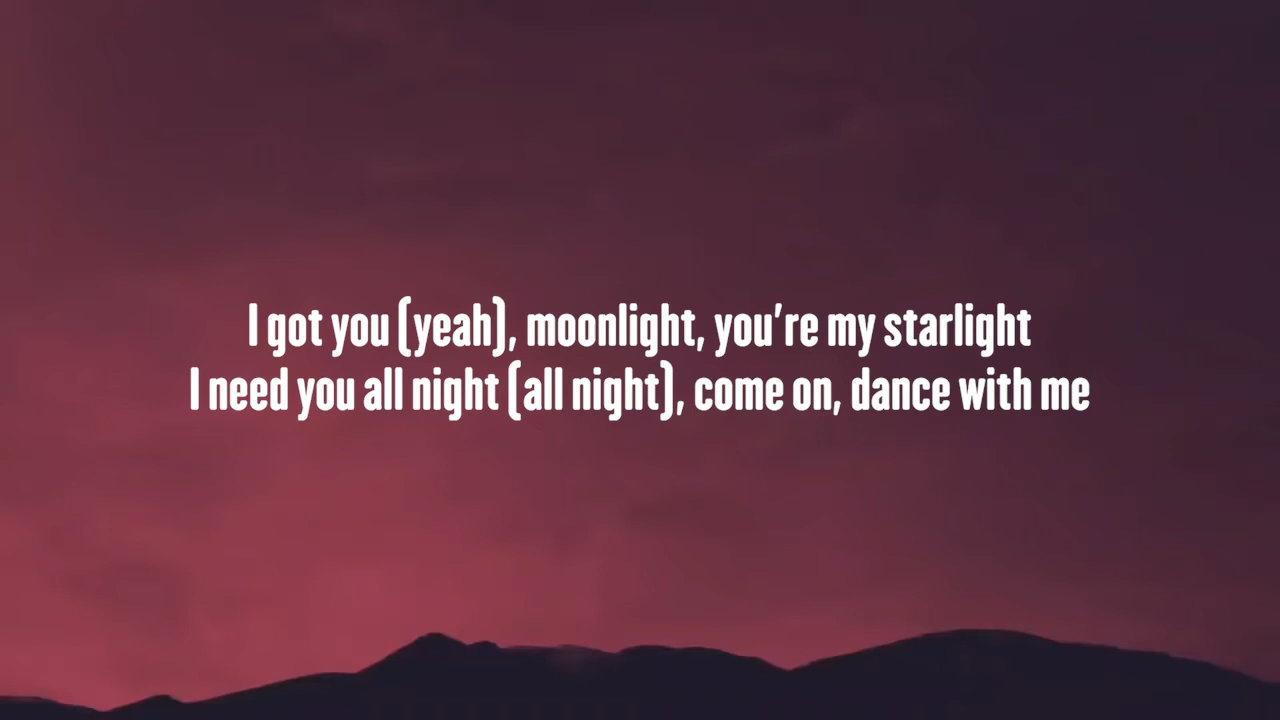 I got you (yeah), moonlight, you're my starlight
I need you all night (all night), come on, dance with me